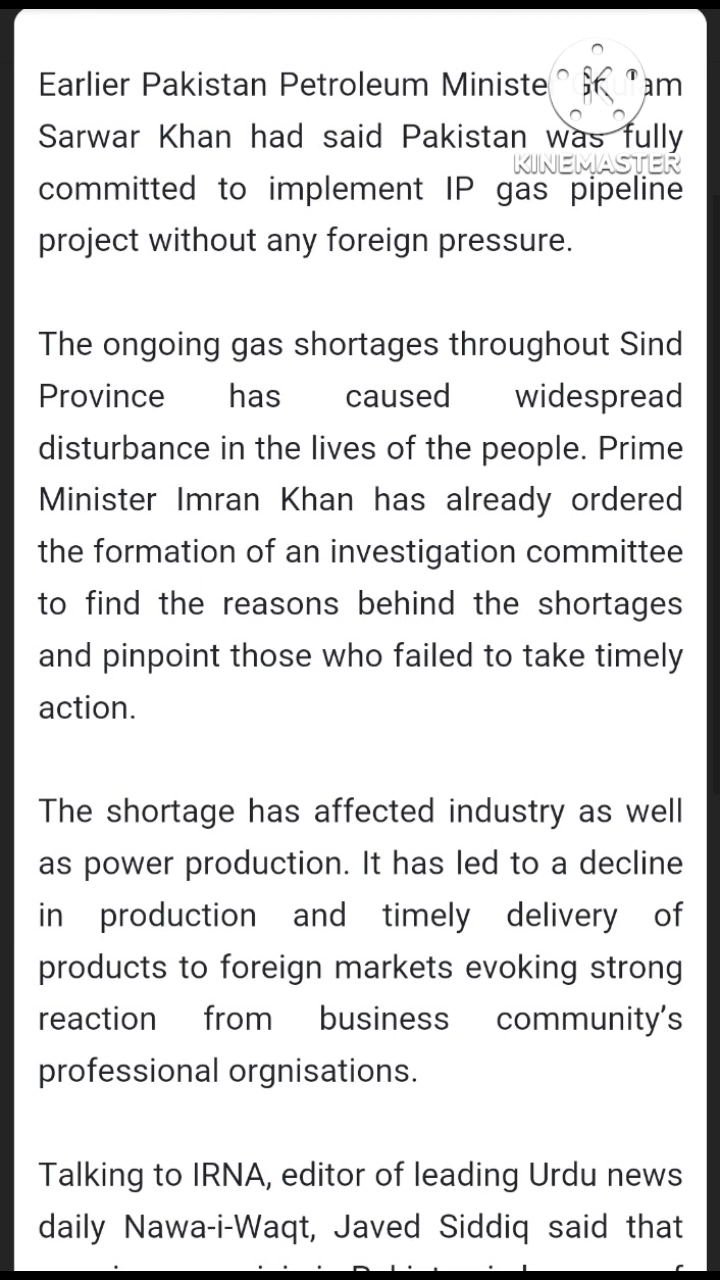 Earlier Pakistan Petroleum Ministe am
Sarwar Khan had said Pakistan was fully
KINEMASTER
committed to implement IP gas pipeline
project without any foreign pressure.
The ongoing gas shortages throughout Sind
Province has caused widespread
disturbance in the lives of the people. Prime
Minister Imran Khan has already ordered
the formation of an investigation committee
to find the reasons behind the shortages
and pinpoint those who failed to take timely
action.
The shortage has affected industry as well
as power production. It has led to a decline
in production and timely delivery of
products to foreign markets evoking strong
reaction from business community’s
professional orgnisations.
Talking to IRNA, editor of leading Urdu news
daily Nawa-i-Waqt, Javed Siddiq said that